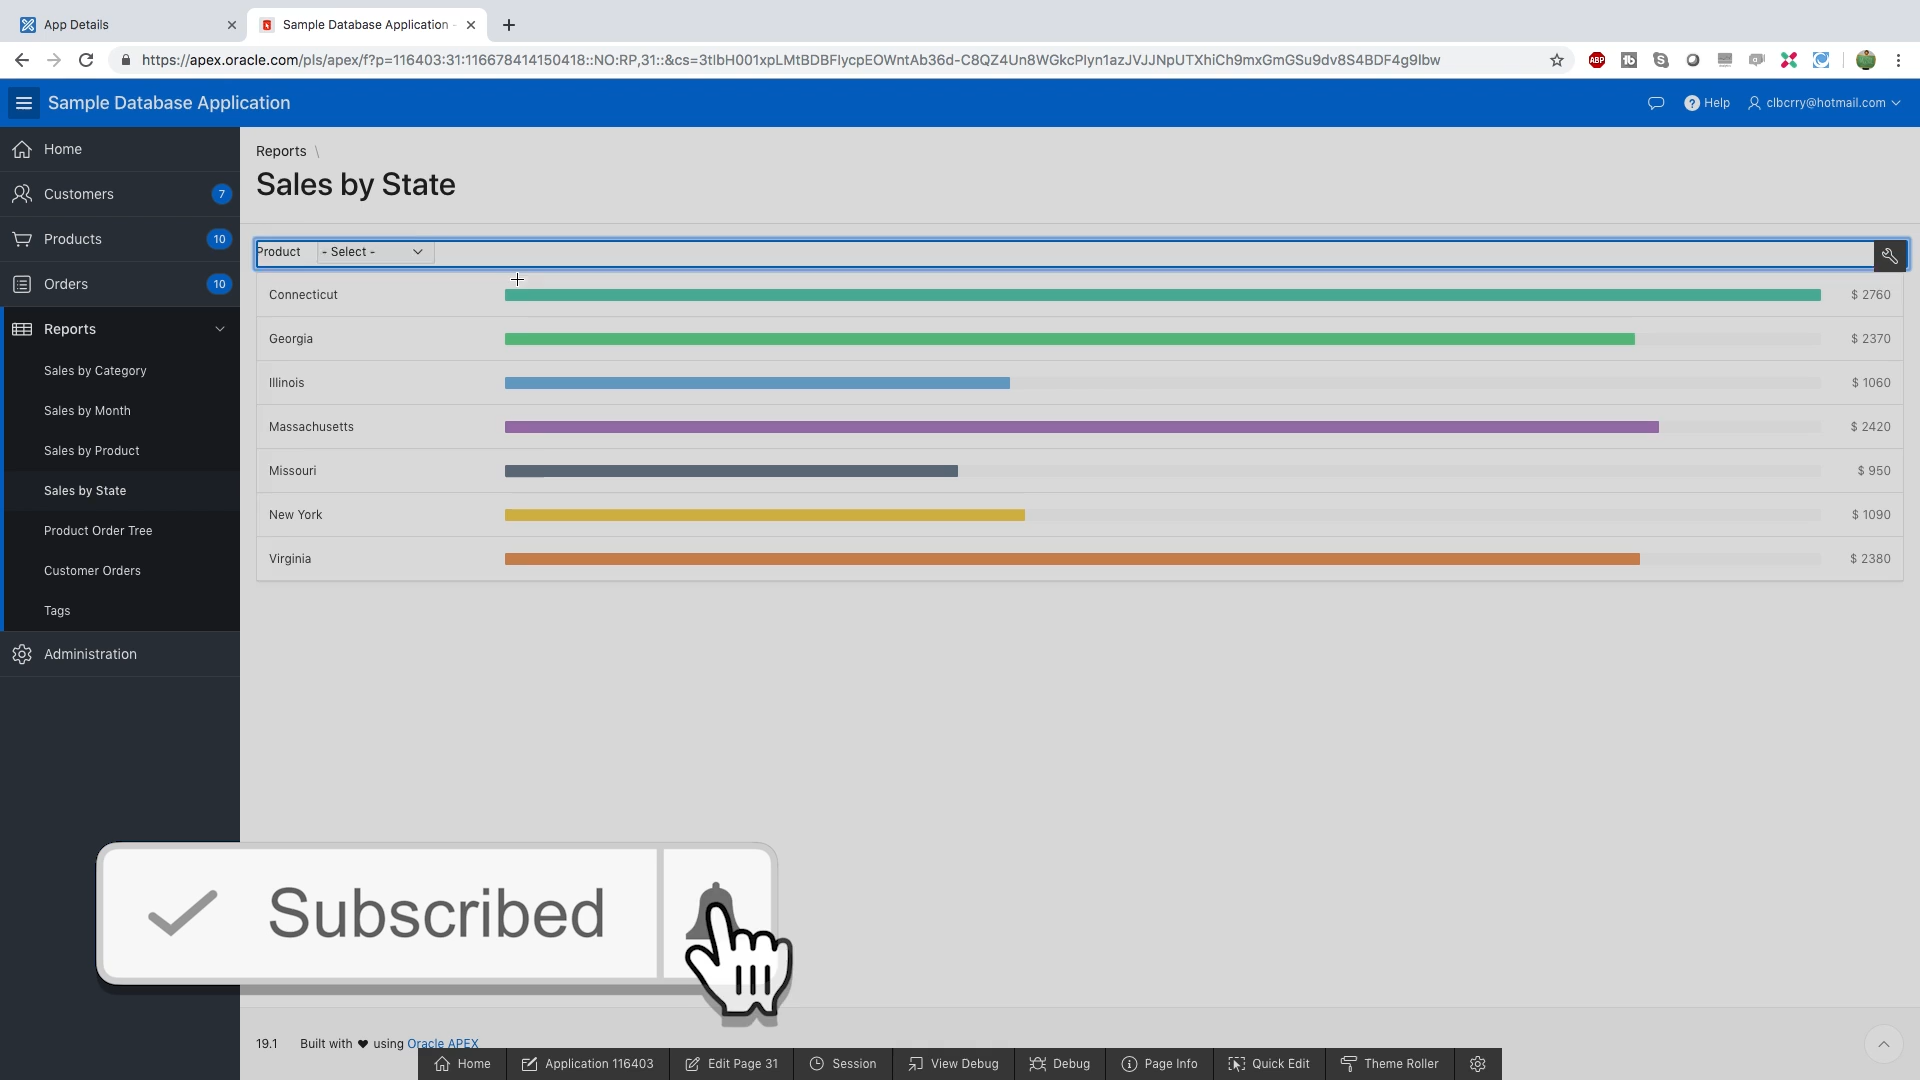 App Details
Sample Database Application -
https://apex.oracle.com/pls/apex/f?p=116403:31:116678414150418::NO:RP,31::&cs=3tIbH001xpLMtBDBFIycpEOWntAb36d-C8QZ4Un8WGkcPlyn1azJVJJNpUTXhiCh9mxGmGSu9dv8S4BDF4g9Ibw
ABP
Sample Database Application
Help
clbcrry@hotmail.com
Home
Customers 7
Products 10
Orders 10
Reports
Sales by Category
Sales by Month
Sales by Product
Sales by State
Product Order Tree
Customer Orders
Tags
Administration
Reports \
Sales by State
Product - Select -
Connecticut $ 2760
Georgia $ 2370
Illinois $ 1060
Massachusetts $ 2420
Missouri $ 950
New York $ 1090
Virginia $ 2380
Subscribed
19.1 Built with ♥ using Oracle APEX
Home Application 116403 Edit Page 31 Session View Debug Debug Page Info Quick Edit Theme Roller